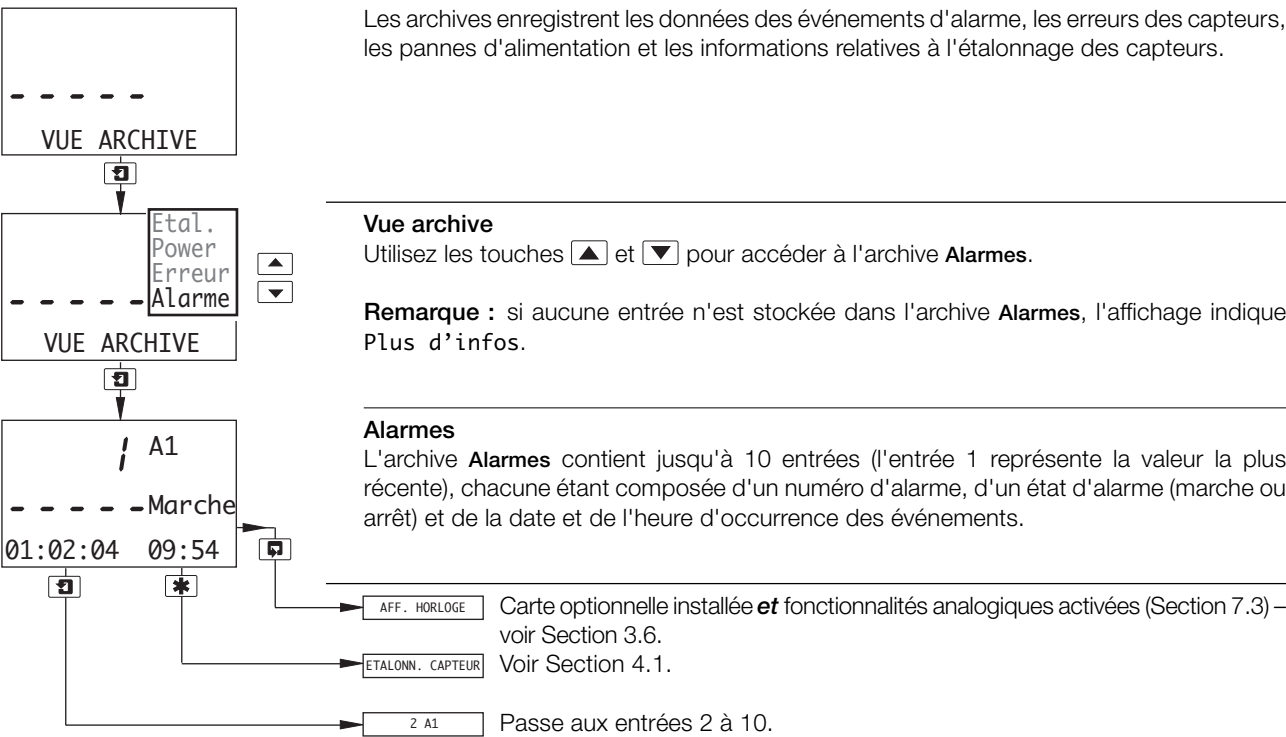 Les archives enregistrent les données des événements d'alarme, les erreurs des capteurs,
les pannes d'alimentation et les informations relatives à l'étalonnage des capteurs.
- - - - -
VUE ARCHIVE
Etal.
Power
Erreur
- - - - - Alarme
VUE ARCHIVE
Vue archive
Utilisez les touches ▲ et ▼ pour accéder à l'archive Alarmes.
Remarque : si aucune entrée n'est stockée dans l'archive Alarmes, l'affichage indique
Plus d’infos.
1 A1
- - - - - Marche
01:02:04 09:54
Alarmes
L'archive Alarmes contient jusqu'à 10 entrées (l'entrée 1 représente la valeur la plus
récente), chacune étant composée d'un numéro d'alarme, d'un état d'alarme (marche ou
arrêt) et de la date et de l'heure d'occurrence des événements.
AFF. HORLOGE Carte optionnelle installée et fonctionnalités analogiques activées (Section 7.3) –
voir Section 3.6.
ETALONN. CAPTEUR Voir Section 4.1.
2 A1 Passe aux entrées 2 à 10.